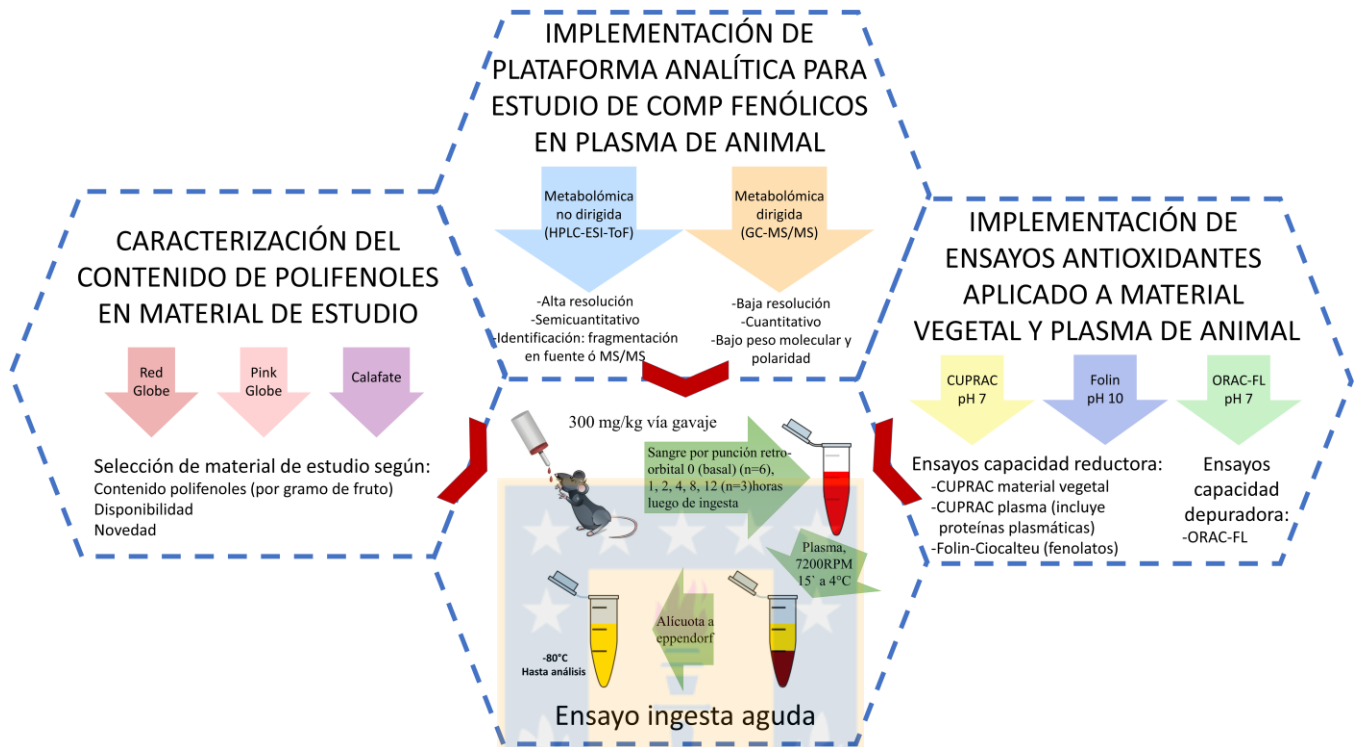 IMPLEMENTACIÓN DE
PLATAFORMA ANALÍTICA PARA
ESTUDIO DE COMP FENÓLICOS
EN PLASMA DE ANIMAL
Metabolómica
no dirigida
(HPLC-ESI-ToF)
Metabolómica
dirigida
(GC-MS/MS)
-Alta resolución
-Semicuantitativo
-Identificación: fragmentación
en fuente ó MS/MS
-Baja resolución
-Cuantitativo
-Bajo peso molecular y
polaridad
CARACTERIZACIÓN DEL
CONTENIDO DE POLIFENOLES
EN MATERIAL DE ESTUDIO
Red
Globe
Pink
Globe
Calafate
Selección de material de estudio según:
Contenido polifenoles (por gramo de fruto)
Disponibilidad
Novedad
IMPLEMENTACIÓN DE
ENSAYOS ANTIOXIDANTES
APLICADO A MATERIAL
VEGETAL Y PLASMA DE ANIMAL
CUPRAC
pH 7
Folin
pH 10
ORAC-FL
pH 7
Ensayos capacidad reductora:
-CUPRAC material vegetal
-CUPRAC plasma (incluye
proteínas plasmáticas)
-Folin-Ciocalteu (fenolatos)
Ensayos
capacidad
depuradora:
-ORAC-FL
300 mg/kg vía gavaje
Sangre por punción retro-
orbital 0 (basal) (n=6),
1, 2, 4, 8, 12 (n=3)horas
luego de ingesta
Plasma,
7200RPM
15` a 4°C
Alícuota a
eppendorf
-80°C
Hasta análisis
Ensayo ingesta aguda